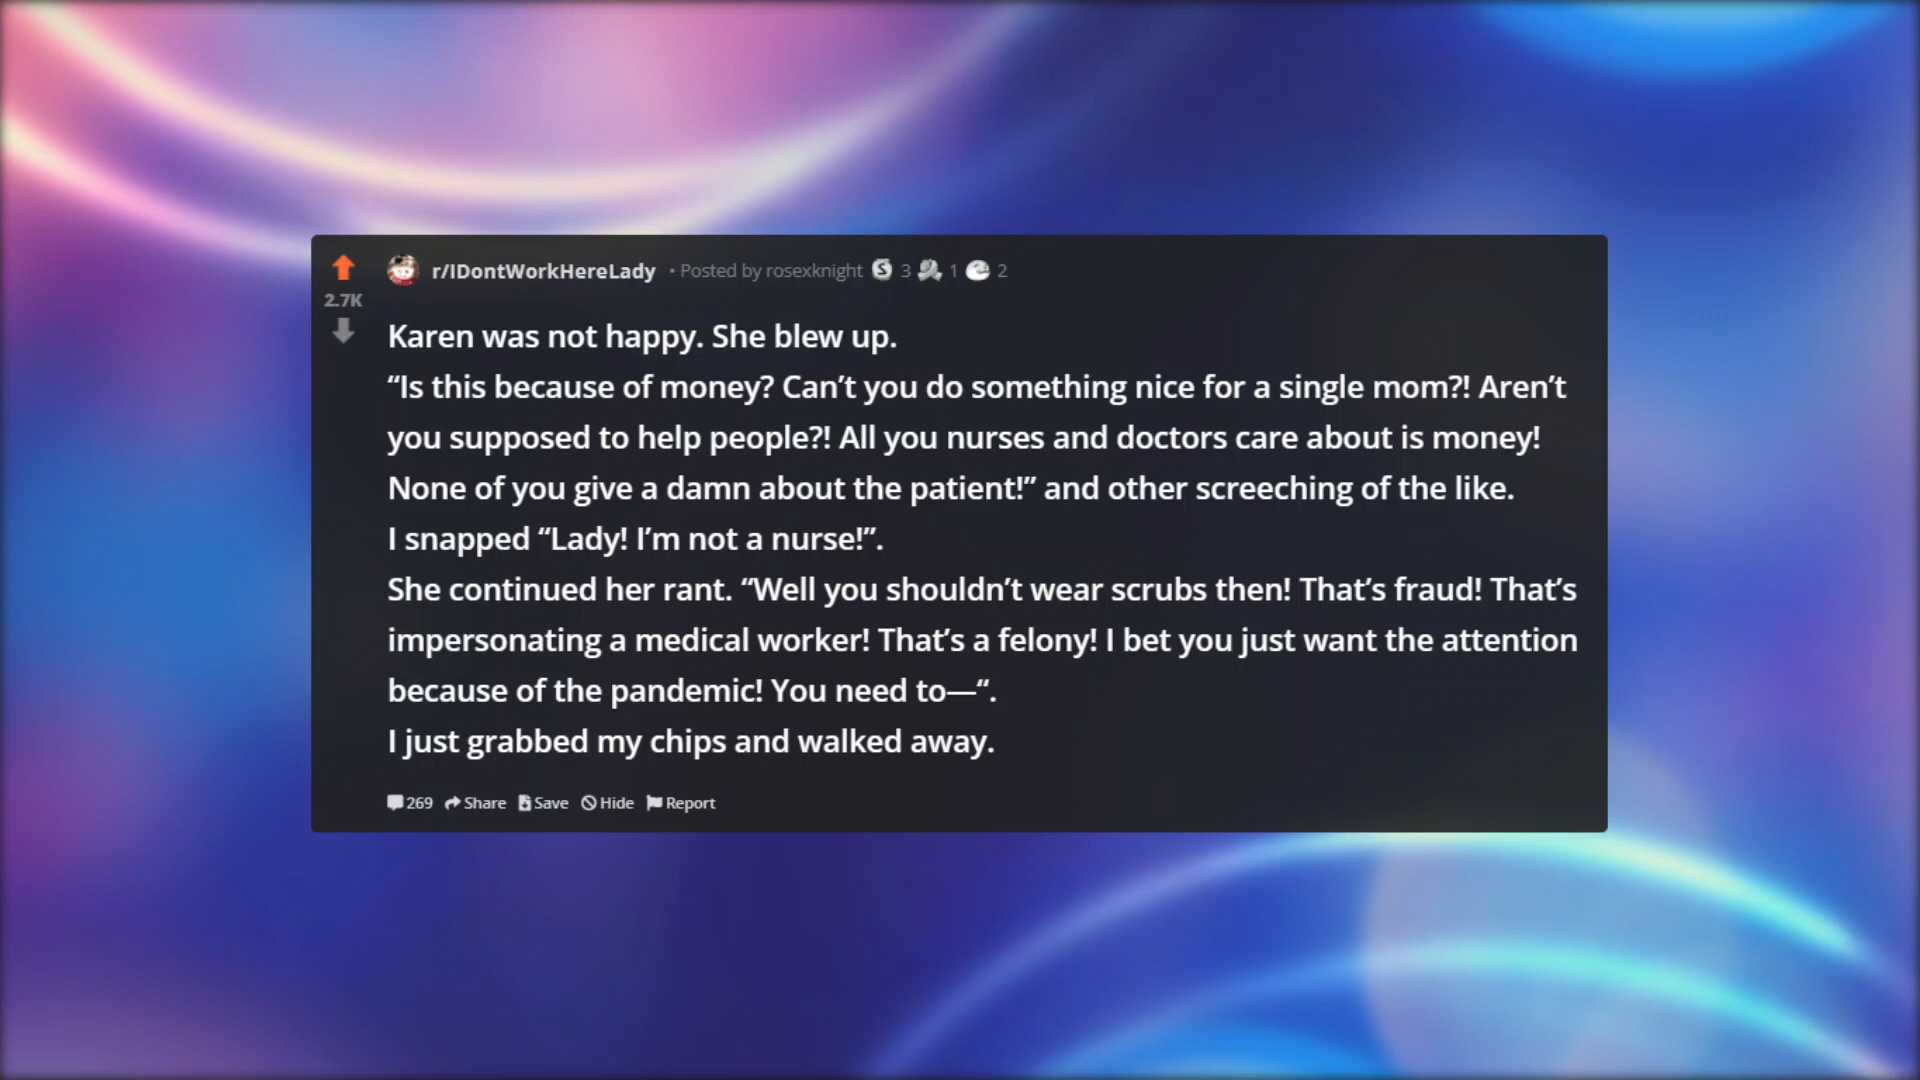 r/IDontWorkHereLady • Posted by rosexknight 3 1 2
2.7K
Karen was not happy. She blew up.
“Is this because of money? Can’t you do something nice for a single mom?! Aren’t
you supposed to help people?! All you nurses and doctors care about is money!
None of you give a damn about the patient!” and other screeching of the like.
I snapped “Lady! I’m not a nurse!”.
She continued her rant. “Well you shouldn’t wear scrubs then! That’s fraud! That’s
impersonating a medical worker! That’s a felony! I bet you just want the attention
because of the pandemic! You need to—“.
I just grabbed my chips and walked away.
269 Share Save Hide Report